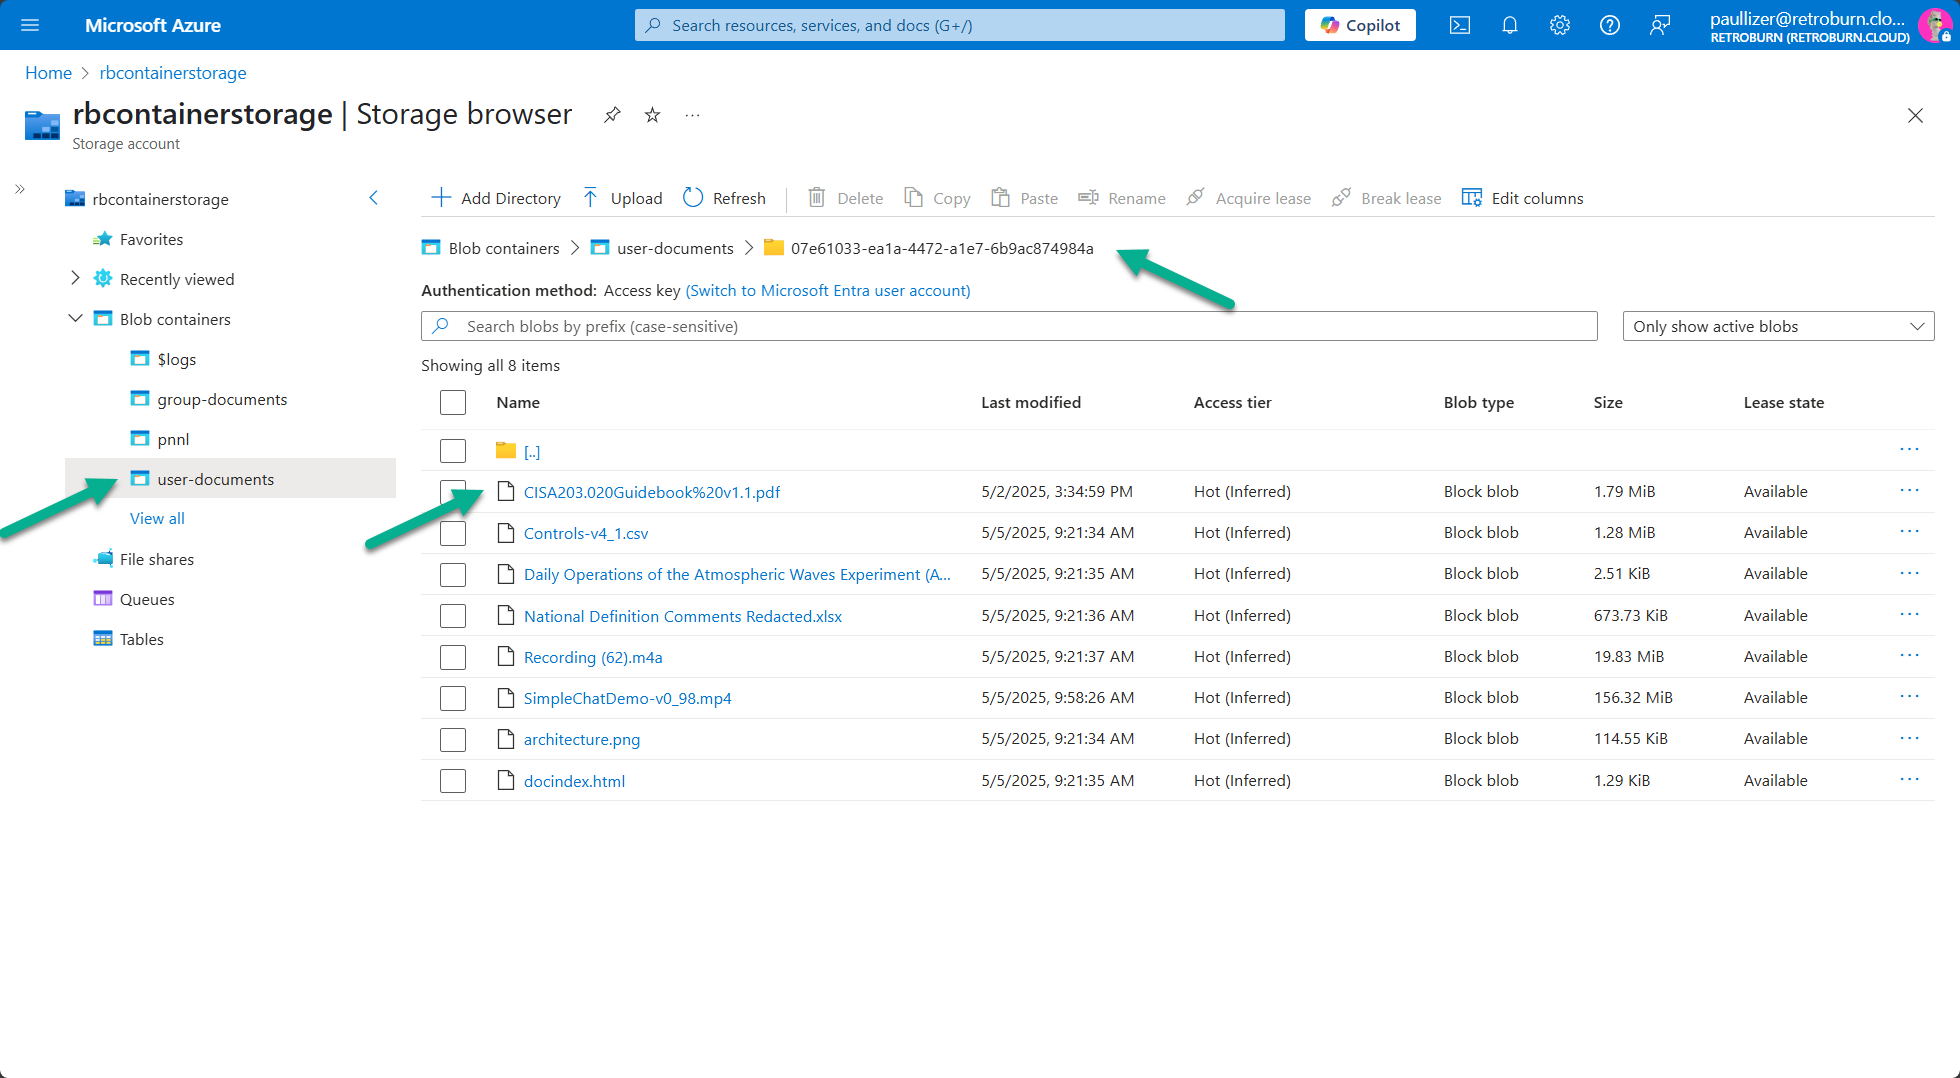 Microsoft Azure
Search resources, services, and docs (G+/)
Copilot
paullizer@retroburn.clo...
RETROBURN (RETROBURN.CLOUD)
Home > rbcontainerstorage
rbcontainerstorage | Storage browser
Storage account
rbcontainerstorage
Favorites
Recently viewed
Blob containers
$logs
group-documents
pnnl
user-documents
View all
File shares
Queues
Tables
Add Directory Upload Refresh Delete Copy Paste Rename Acquire lease Break lease Edit columns
Blob containers > user-documents > 07e61033-ea1a-4472-a1e7-6b9ac874984a
Authentication method: Access key (Switch to Microsoft Entra user account)
Search blobs by prefix (case-sensitive)
Only show active blobs
Showing all 8 items
Name Last modified Access tier Blob type Size Lease state
[..]
CISA203.020Guidebook%20v1.1.pdf 5/2/2025, 3:34:59 PM Hot (Inferred) Block blob 1.79 MiB Available
Controls-v4_1.csv 5/5/2025, 9:21:34 AM Hot (Inferred) Block blob 1.28 MiB Available
Daily Operations of the Atmospheric Waves Experiment (A... 5/5/2025, 9:21:35 AM Hot (Inferred) Block blob 2.51 KiB Available
National Definition Comments Redacted.xlsx 5/5/2025, 9:21:36 AM Hot (Inferred) Block blob 673.73 KiB Available
Recording (62).m4a 5/5/2025, 9:21:37 AM Hot (Inferred) Block blob 19.83 MiB Available
SimpleChatDemo-v0_98.mp4 5/5/2025, 9:58:26 AM Hot (Inferred) Block blob 156.32 MiB Available
architecture.png 5/5/2025, 9:21:34 AM Hot (Inferred) Block blob 114.55 KiB Available
docindex.html 5/5/2025, 9:21:35 AM Hot (Inferred) Block blob 1.29 KiB Available